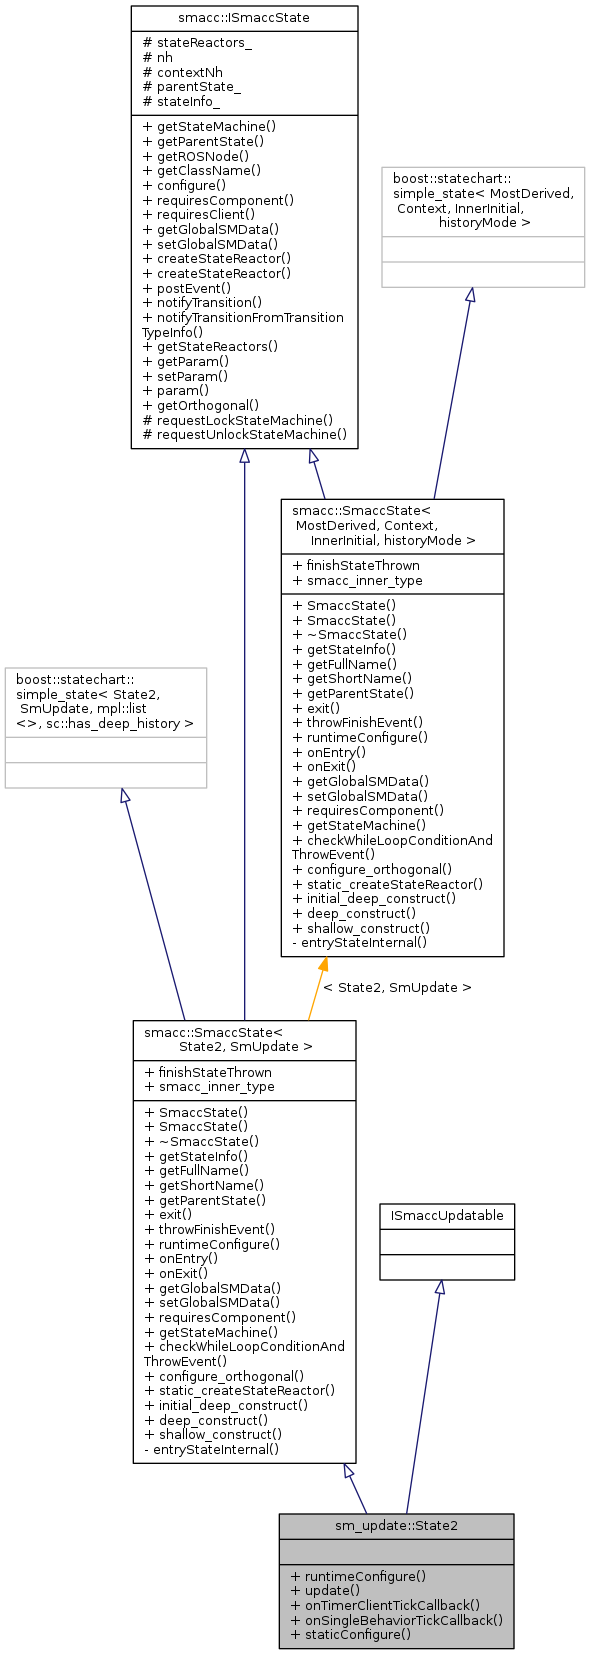 smacc::ISmaccState
# stateReactors_
# nh
# contextNh
# parentState_
# stateInfo_
+ getStateMachine()
+ getParentState()
+ getROSNode()
+ getClassName()
+ configure()
+ requiresComponent()
+ requiresClient()
+ getGlobalSMData()
+ setGlobalSMData()
+ createStateReactor()
+ createStateReactor()
+ postEvent()
+ notifyTransition()
+ notifyTransitionFromTransition
TypeInfo()
+ getStateReactors()
+ getParam()
+ setParam()
+ param()
+ getOrthogonal()
# requestLockStateMachine()
# requestUnlockStateMachine()
boost::statechart::
simple_state< MostDerived,
Context, InnerInitial,
historyMode >
smacc::SmaccState<
MostDerived, Context,
InnerInitial, historyMode >
+ finishStateThrown
+ smacc_inner_type
+ SmaccState()
+ SmaccState()
+ ~SmaccState()
+ getStateInfo()
+ getFullName()
+ getShortName()
+ getParentState()
+ exit()
+ throwFinishEvent()
+ runtimeConfigure()
+ onEntry()
+ onExit()
+ getGlobalSMData()
+ setGlobalSMData()
+ requiresComponent()
+ getStateMachine()
+ checkWhileLoopConditionAnd
ThrowEvent()
+ configure_orthogonal()
+ static_createStateReactor()
+ initial_deep_construct()
+ deep_construct()
+ shallow_construct()
- entryStateInternal()
boost::statechart::
simple_state< State2,
SmUpdate, mpl::list
<>, sc::has_deep_history >
< State2, SmUpdate >
smacc::SmaccState<
State2, SmUpdate >
+ finishStateThrown
+ smacc_inner_type
+ SmaccState()
+ SmaccState()
+ ~SmaccState()
+ getStateInfo()
+ getFullName()
+ getShortName()
+ getParentState()
+ exit()
+ throwFinishEvent()
+ runtimeConfigure()
+ onEntry()
+ onExit()
+ getGlobalSMData()
+ setGlobalSMData()
+ requiresComponent()
+ getStateMachine()
+ checkWhileLoopConditionAnd
ThrowEvent()
+ configure_orthogonal()
+ static_createStateReactor()
+ initial_deep_construct()
+ deep_construct()
+ shallow_construct()
- entryStateInternal()
ISmaccUpdatable
sm_update::State2
+ runtimeConfigure()
+ update()
+ onTimerClientTickCallback()
+ onSingleBehaviorTickCallback()
+ staticConfigure()